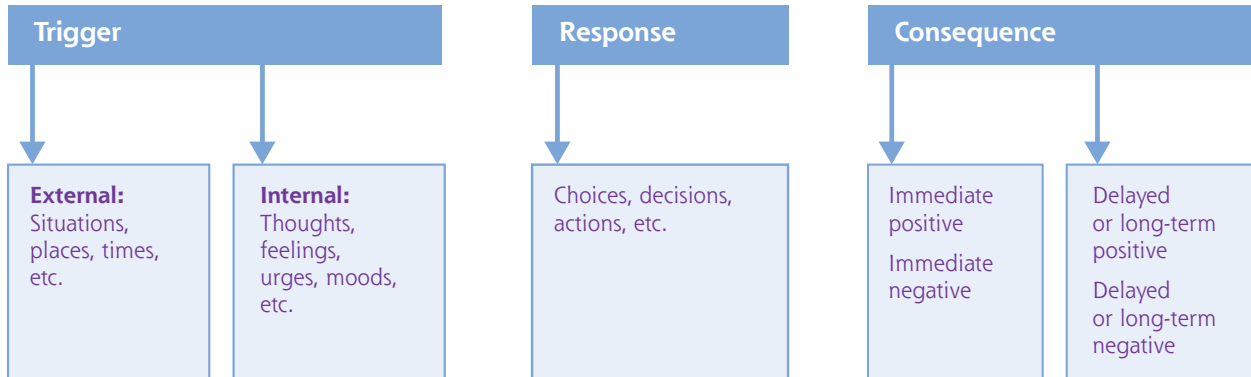 Trigger
Response
Consequence
External:
Situations,
places, times,
etc.
Internal:
Thoughts,
feelings,
urges, moods,
etc.
Choices, decisions,
actions, etc.
Immediate
positive
Immediate
negative
Delayed
or long-term
positive
Delayed
or long-term
negative